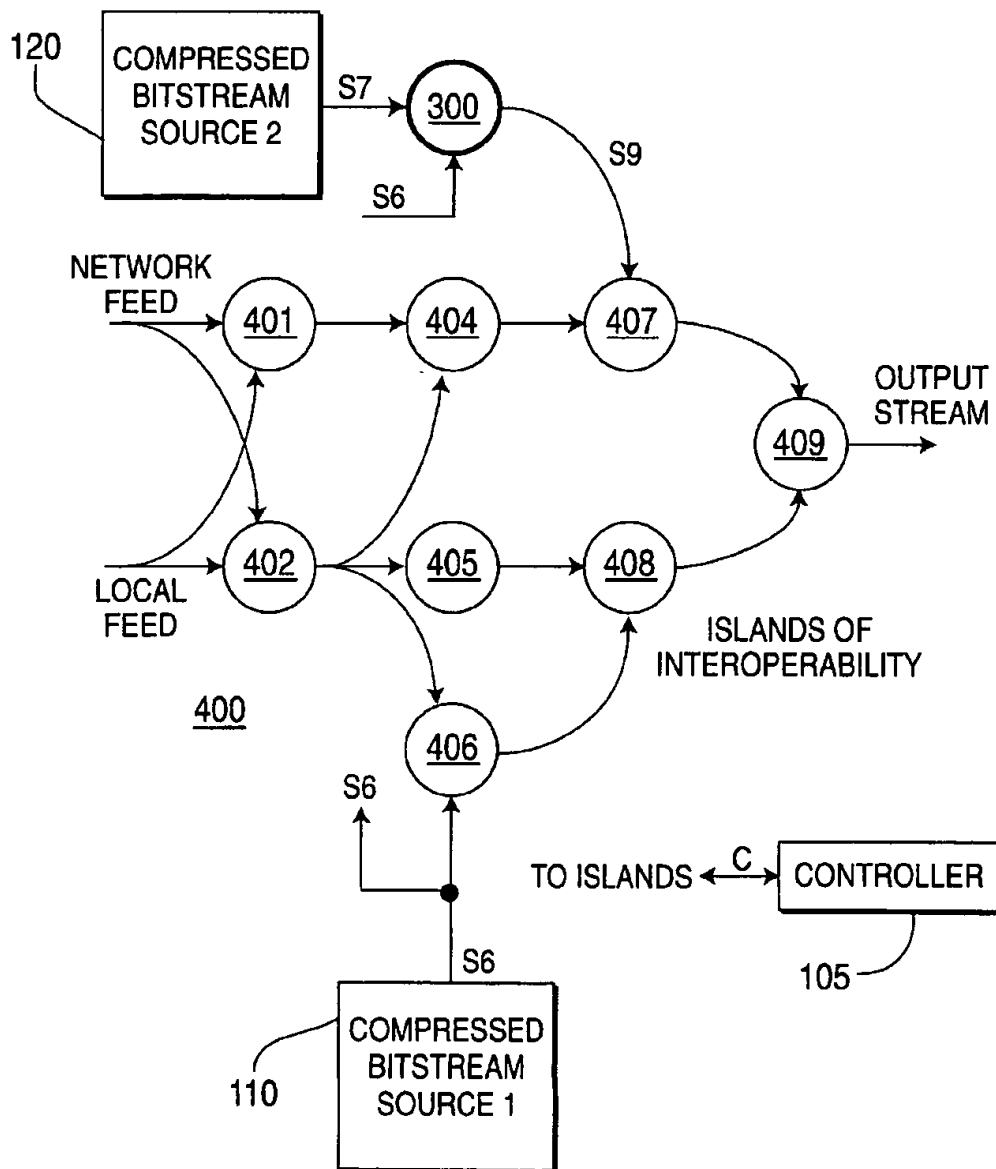 120
COMPRESSED
BITSTREAM
SOURCE 2
S7
300
S6
S9
NETWORK
FEED
401
404
407
OUTPUT
STREAM
409
402
405
408
LOCAL
FEED
ISLANDS OF
INTEROPERABILITY
400
406
S6
TO ISLANDS
C
CONTROLLER
105
S6
COMPRESSED
BITSTREAM
SOURCE 1
110